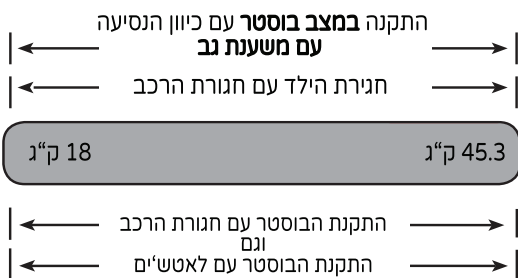 התקנה במצב בוסטר עם כיוון הנסיעה
עם משענת גב
חגירת הילד עם חגורת הרכב
18 ק"ג 45.3 ק"ג
התקנת הבוסטר עם חגורת הרכב
וגם
התקנת הבוסטר עם לאטש'ים